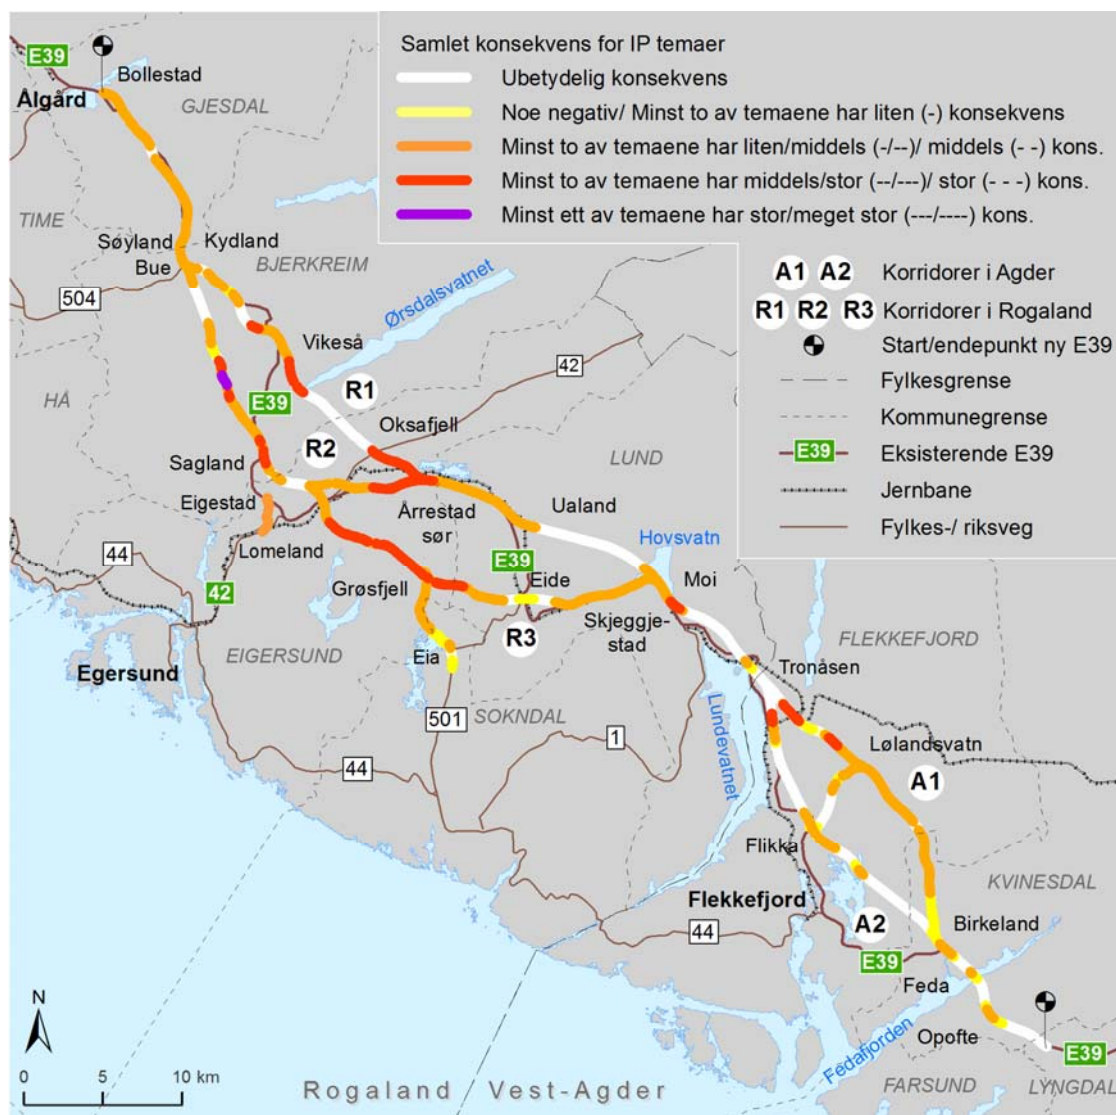 Samlet konsekvens for IP temaer
Ubetydelig konsekvens
Noe negativ/ Minst to av temaene har liten (-) konsekvens
Minst to av temaene har liten/middels (-/--)/ middels (- -) kons.
Minst to av temaene har middels/stor (--/---)/ stor (- - -) kons.
Minst ett av temaene har stor/meget stor (---/----) kons.
A1 A2 Korridorer i Agder
R1 R2 R3 Korridorer i Rogaland
Start/endepunkt ny E39
Fylkesgrense
Kommunegrense
E39 Eksisterende E39
Jernbane
Fylkes-/ riksveg
E39
Bollestad
Ålgård
GJESDAL
TIME
Søyland
Kydland
Bue
BJERKREIM
504
Ørsdalsvatnet
Vikeså
42
HÅ
E39
R1
Oksafjell
R2
LUND
Sagland
Eigestad
Årrestad
sør
Ualand
Hovsvatn
Lomeland
44
E39
42
Grøsfjell
Eide
Moi
Skjeggje-
stad
R3
FLEKKEFJORD
EIGERSUND
Eia
Egersund
Tronåsen
501
SOKNDAL
Lundevatnet
1
Lølandsvatn
44
A1
Flikka
KVINESDAL
Flekkefjord
A2
Birkeland
44
E39
Feda
N
Opofte
Fedafjorden
E39
0 5 10 km
Rogaland Vest-Agder
FARSUND
LYNGDAL